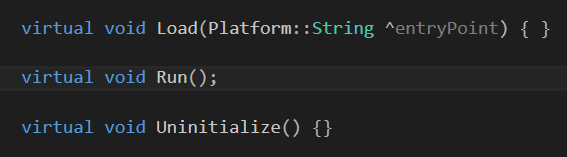 virtual void Load(Platform::String ^entryPoint) { }
virtual void Run();
virtual void Uninitialize() {}